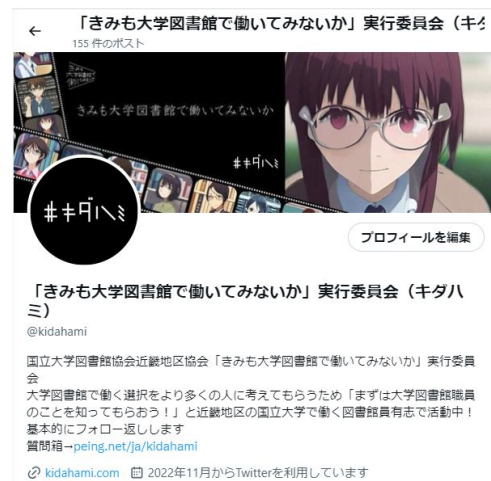 「きみも大学図書館で働いてみないか」実行委員会（キダ
155 件のポスト
きみも大学図書館で働いてみないか
#キダハミ
#キダハミ
プロフィールを編集
「きみも大学図書館で働いてみないか」実行委員会（キダハ
ミ）
@kidahami
国立大学図書館協会近畿地区協会「きみも大学図書館で働いてみないか」実行委員
会
大学図書館で働く選択をより多くの人に考えてもらうため「まずは大学図書館職員
のことを知ってもらおう！」と近畿地区の国立大学で働く図書館員有志で活動中！
基本的にフォロー返しします
質問箱→peing.net/ja/kidahami
kidahami.com 2022年11月からTwitterを利用しています